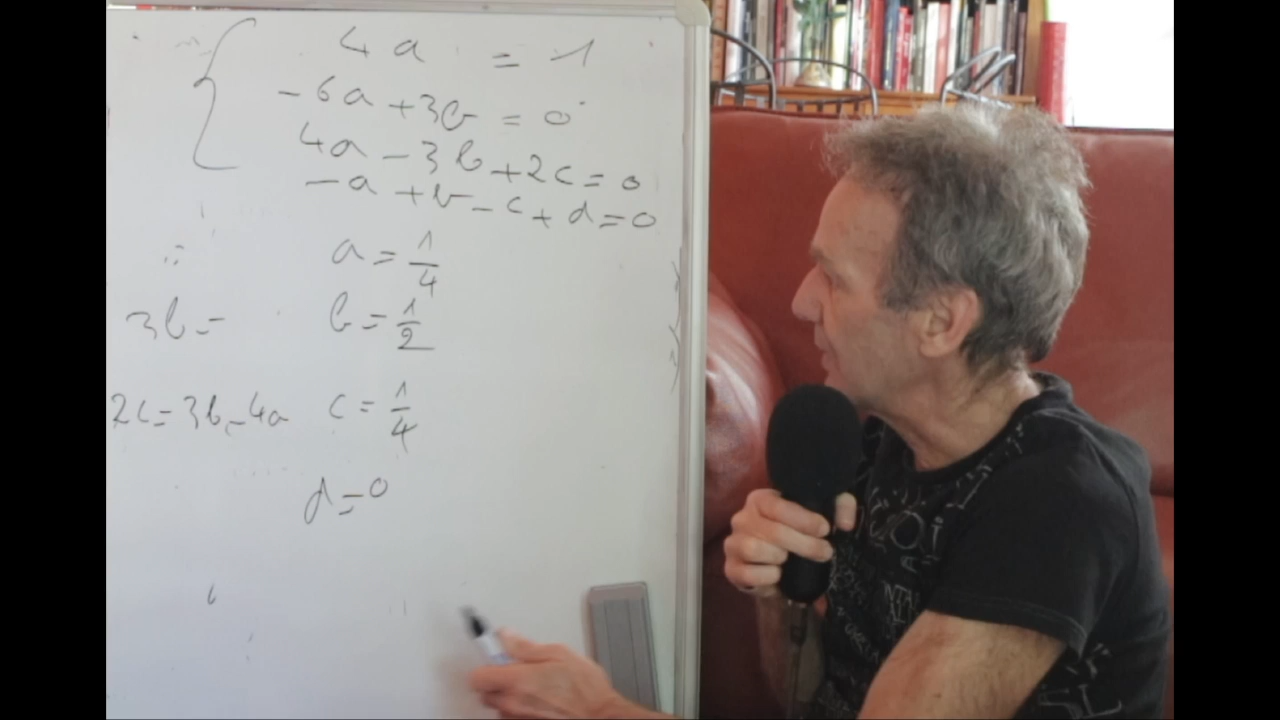 4a = 1
-6a + 3b = 0
4a - 3b + 2c = 0
-a + b - c + d = 0
a = 1/4
3b = b = 1/2
2c = 3b - 4a c = 1/4
d = 0